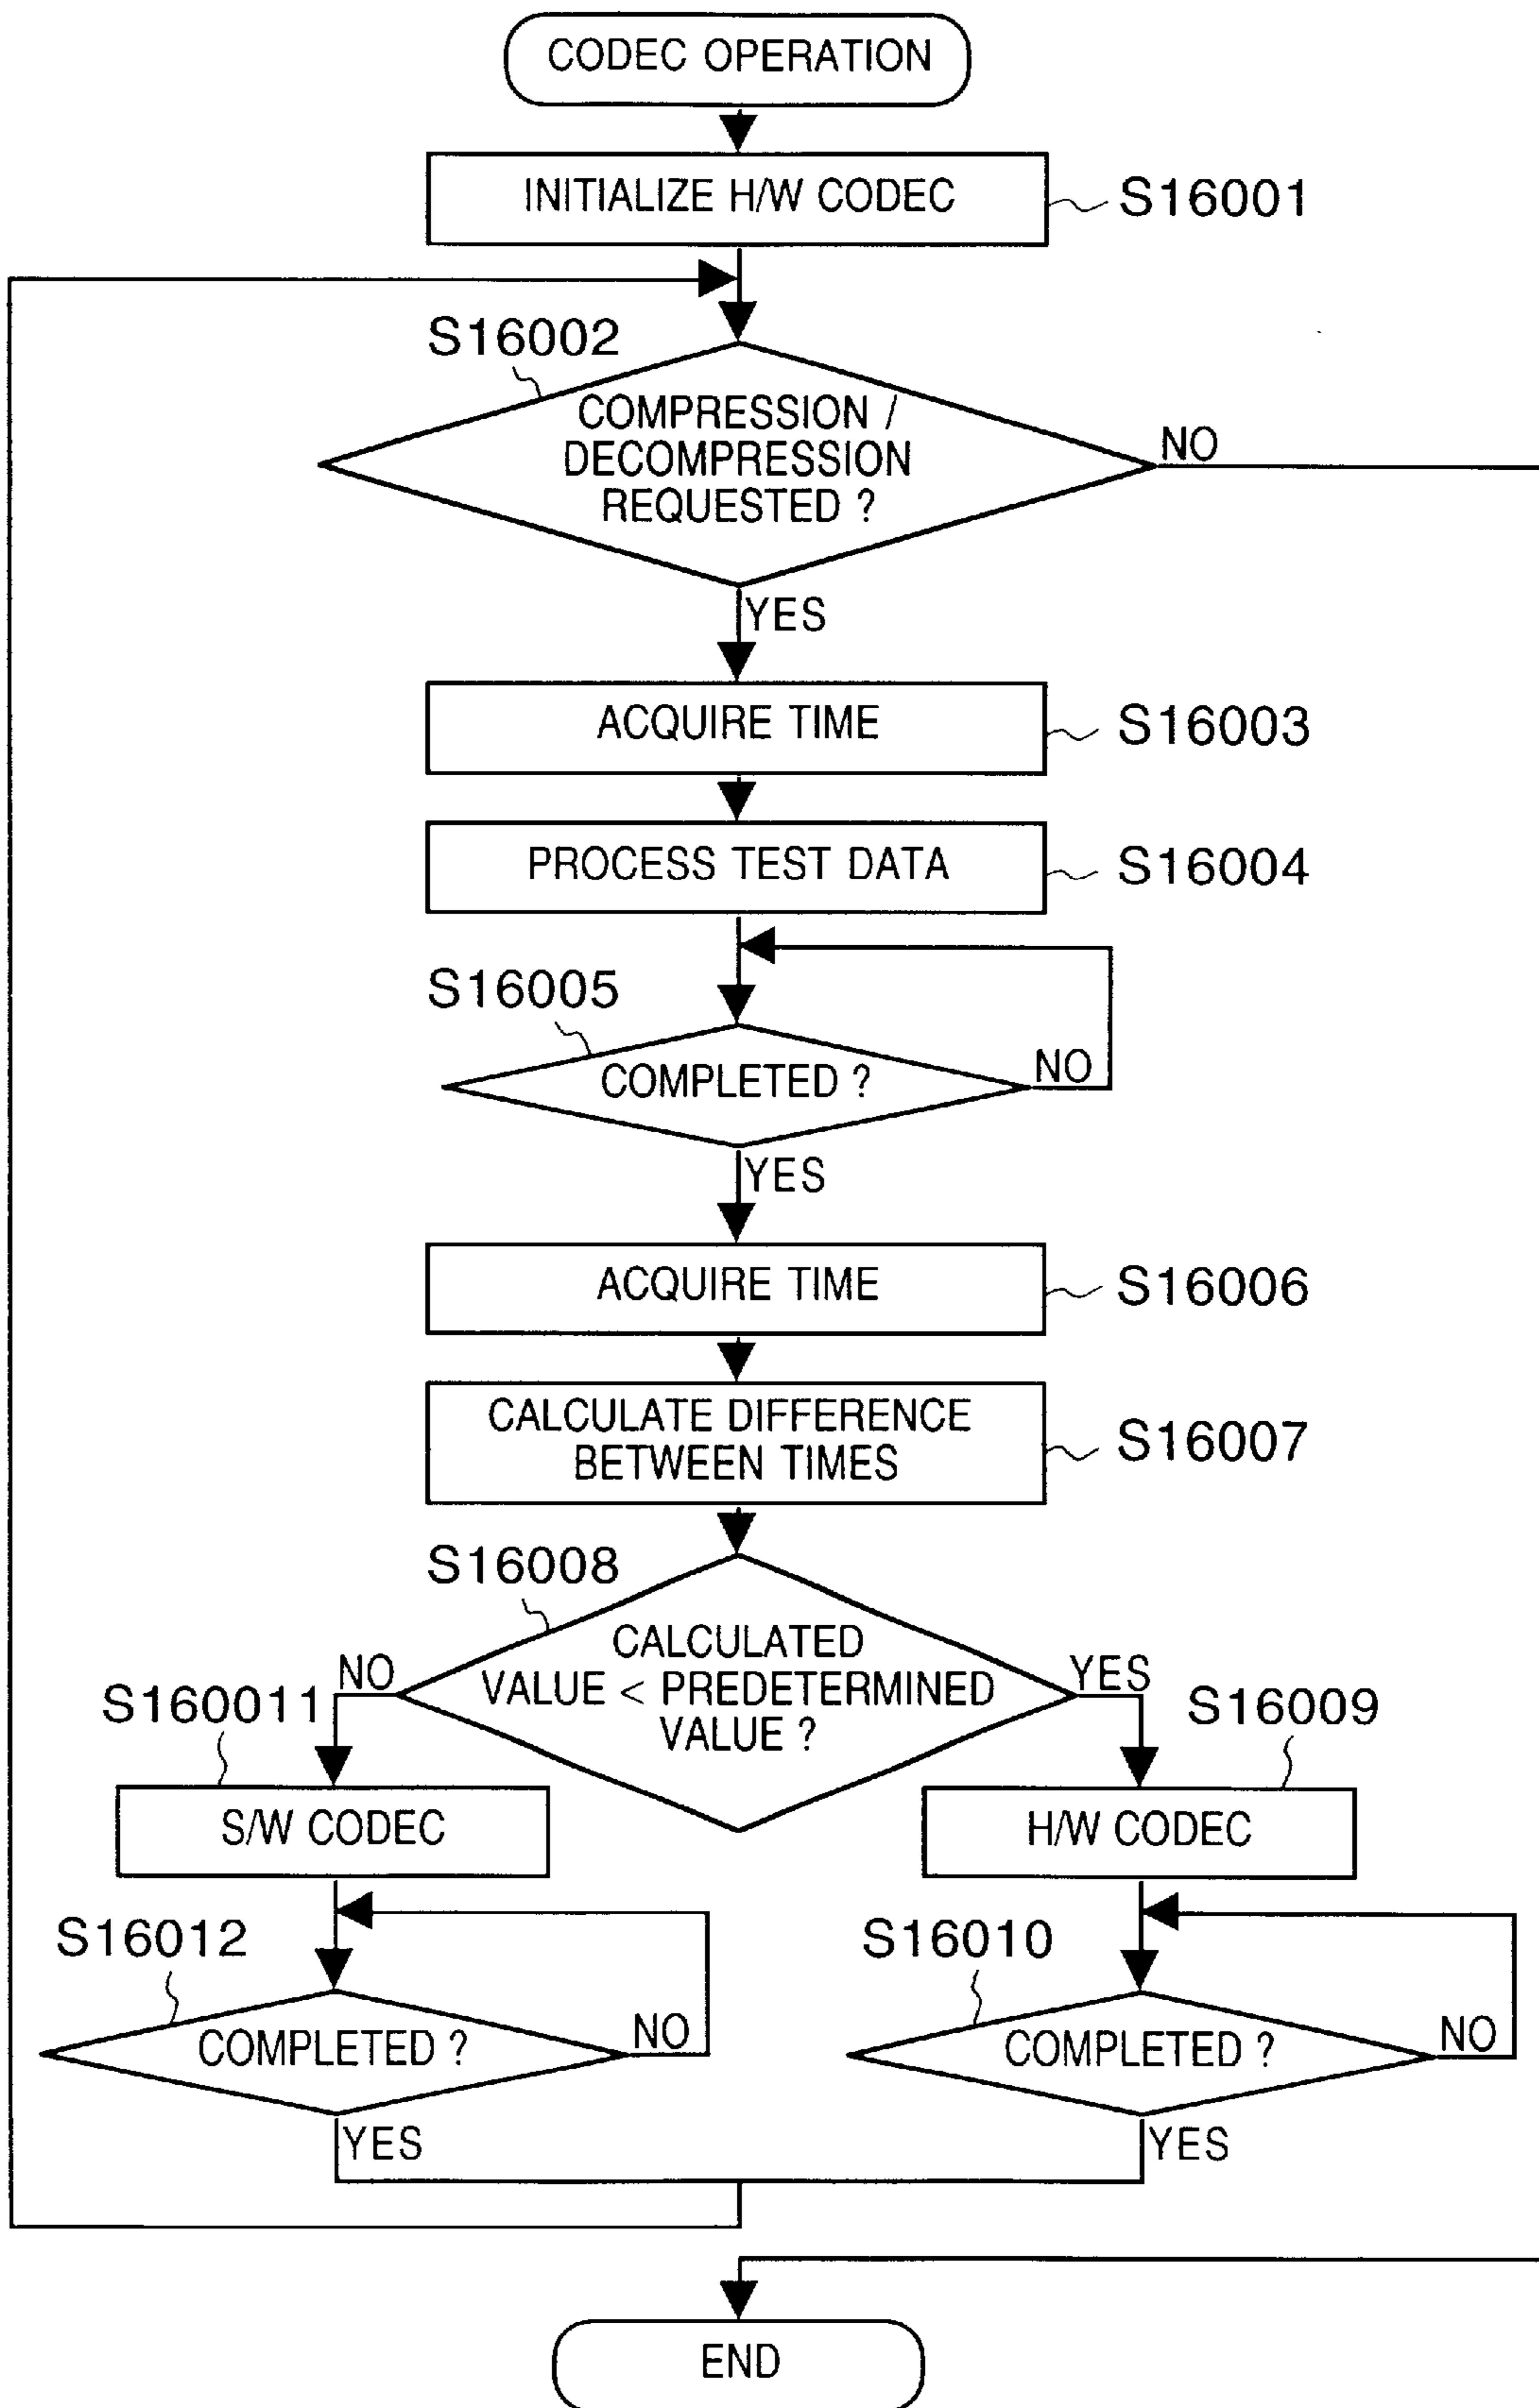 CODEC OPERATION
INITIALIZE H/W CODEC
S16001
S16002
COMPRESSION /
DECOMPRESSION
REQUESTED ?
NO
YES
ACQUIRE TIME
S16003
PROCESS TEST DATA
S16004
S16005
COMPLETED ?
NO
YES
ACQUIRE TIME
S16006
CALCULATE DIFFERENCE
BETWEEN TIMES
S16007
S16008
CALCULATED
VALUE < PREDETERMINED
VALUE ?
NO
YES
S160011
S16009
S/W CODEC
H/W CODEC
S16012
S16010
COMPLETED ?
NO
COMPLETED ?
NO
YES
YES
END